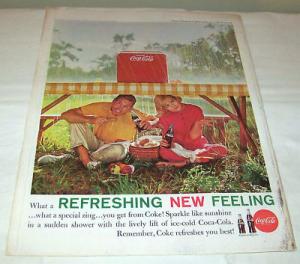 Coca-Cola
What a REFRESHING NEW FEELING
...what a special zing...you get from Coke! Sparkle like sunshine
in a sudden shower with the lively lift of ice-cold Coca-Cola.
Remember, Coke refreshes you best!
Coca-Cola